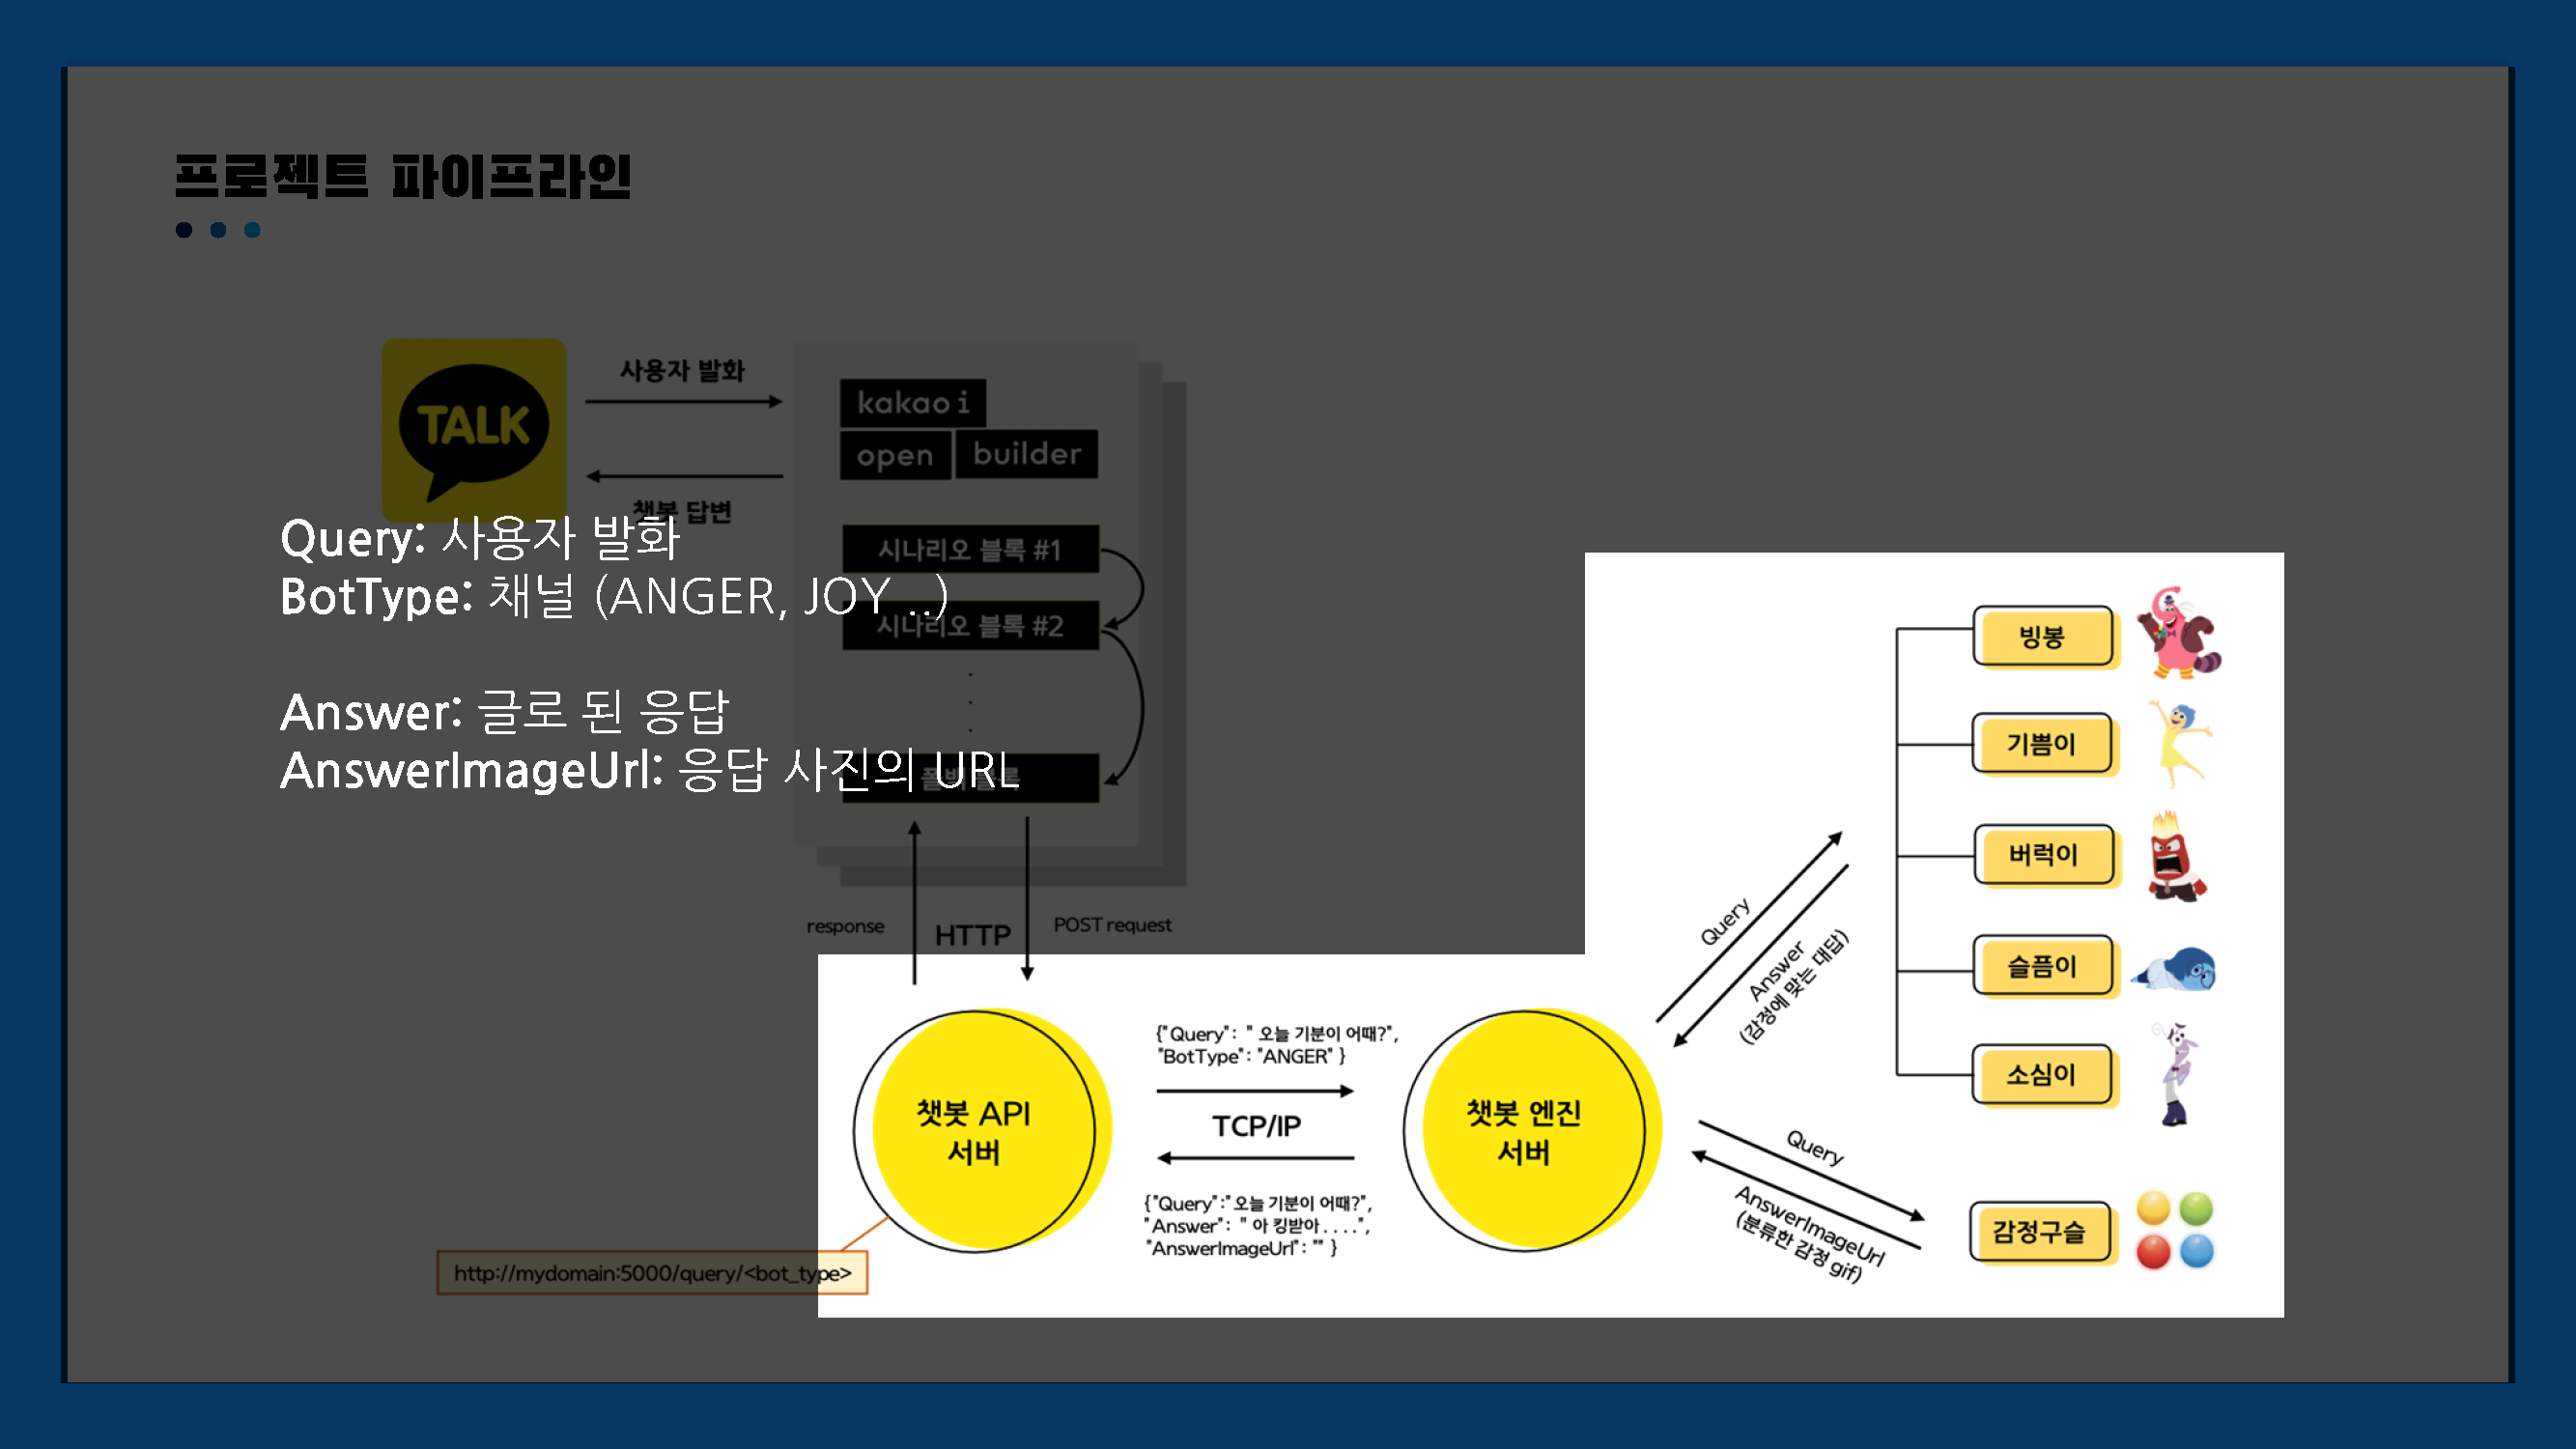 프로젝트 파이프라인
TALK
사용자 발화
챗봇 답변
kakao i
open builder
시나리오 블록 #1
시나리오 블록 #2
폴백 블록
Query: 사용자 발화
BotType: 채널 (ANGER, JOY ..)
Answer: 글로 된 응답
AnswerImageUrl: 응답 사진의 URL
response
HTTP
POST request
챗봇 API
서버
{"Query": " 오늘 기분이 어때?",
"BotType": "ANGER" }
TCP/IP
{"Query":"오늘 기분이 어때?",
"Answer": " 아 킹받아 . . . .",
"AnswerImageUrl": "" }
챗봇 엔진
서버
http://mydomain:5000/query/<bot_type>
Query
Answer
(감정에 맞는 대답)
빙봉
기쁨이
버럭이
슬픔이
소심이
Query
AnswerImageUrl
(분류한 감정 gif)
감정구슬